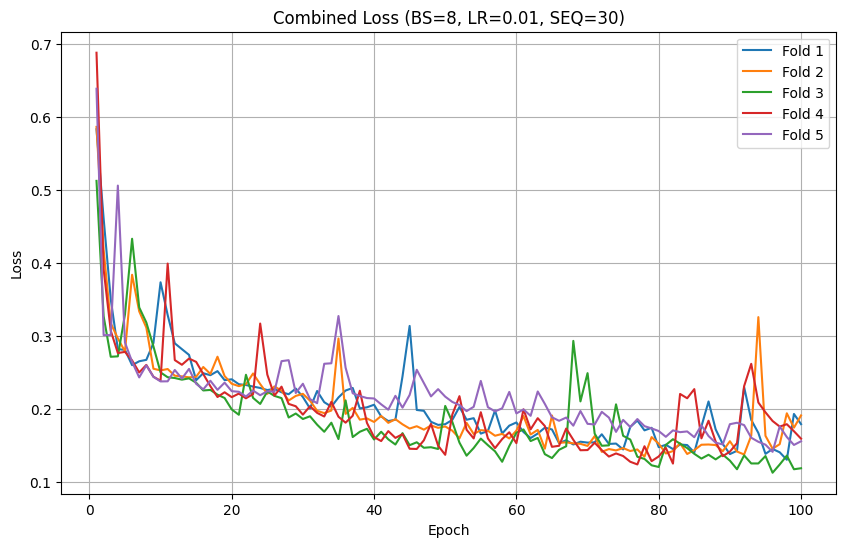 Combined Loss (BS=8, LR=0.01, SEQ=30)
Fold 1
Fold 2
Fold 3
Fold 4
Fold 5
Loss
0.7
0.6
0.5
0.4
0.3
0.2
0.1
0 20 40 60 80 100
Epoch